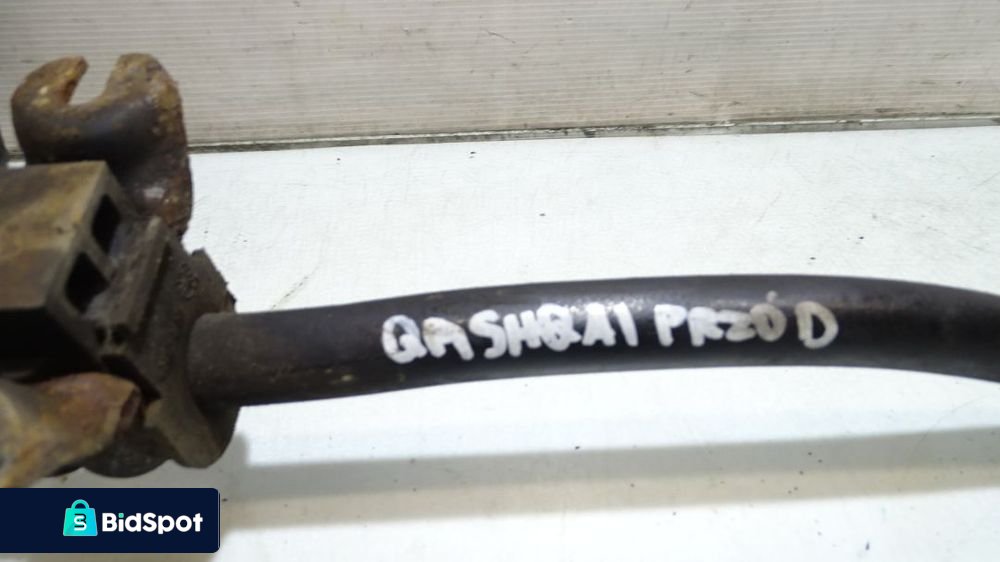 QASHQAI PRZÓD
BidSpot